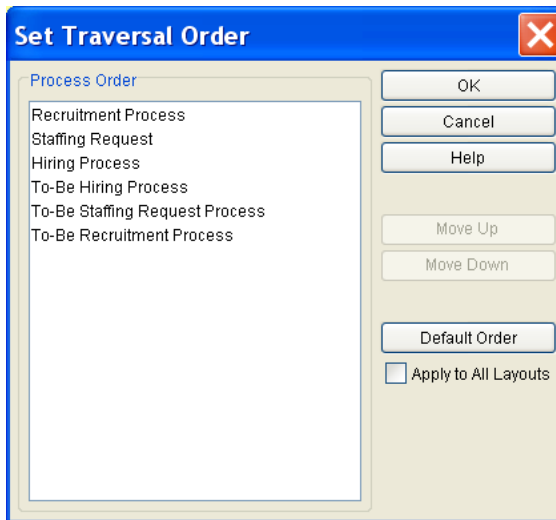 Set Traversal Order
Process Order
Recruitment Process
Staffing Request
Hiring Process
To-Be Hiring Process
To-Be Staffing Request Process
To-Be Recruitment Process
OK
Cancel
Help
Move Up
Move Down
Default Order
Apply to All Layouts